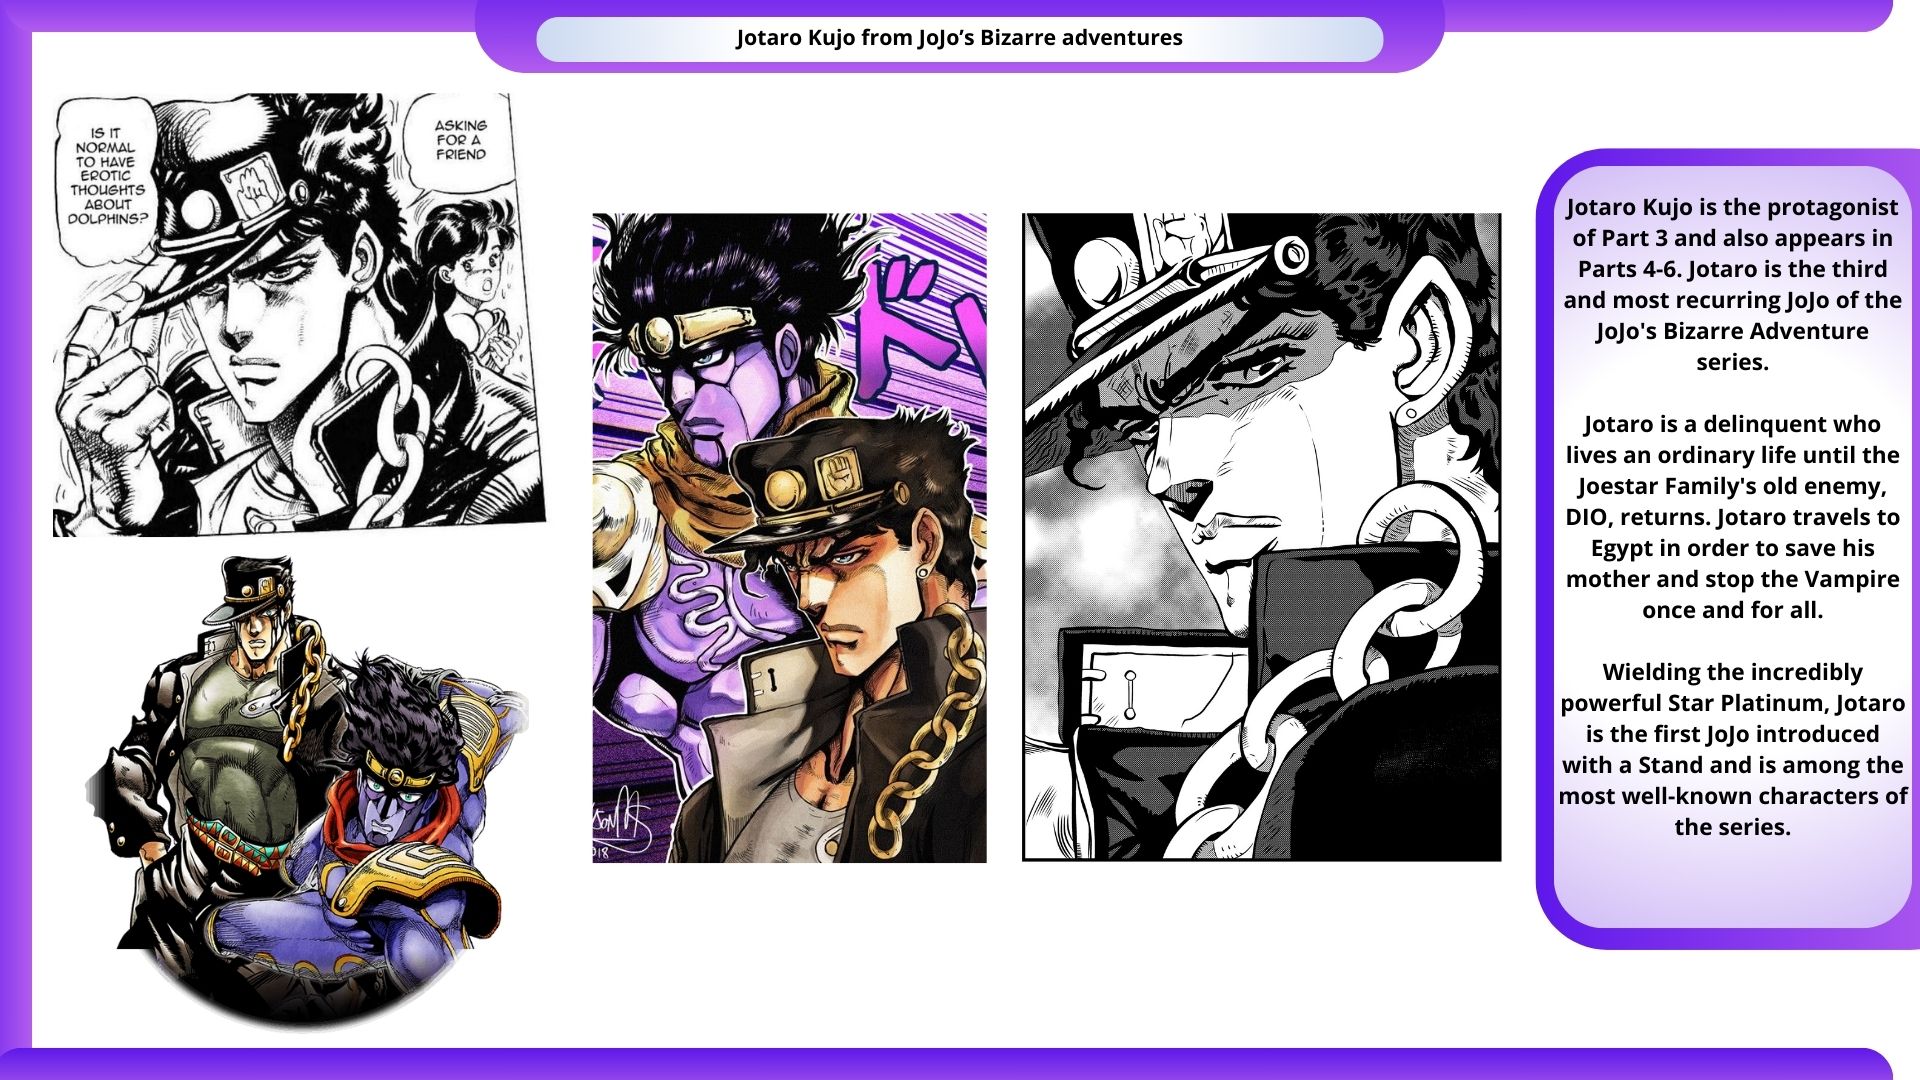 Jotaro Kujo from JoJo’s Bizarre adventures
IS IT
NORMAL
TO HAVE
EROTIC
THOUGHTS
ABOUT
DOLPHINS?
ASKING
FOR A
FRIEND
ド
Jotaro Kujo is the protagonist
of Part 3 and also appears in
Parts 4-6. Jotaro is the third
and most recurring JoJo of the
JoJo's Bizarre Adventure
series.
Jotaro is a delinquent who
lives an ordinary life until the
Joestar Family's old enemy,
DIO, returns. Jotaro travels to
Egypt in order to save his
mother and stop the Vampire
once and for all.
Wielding the incredibly
powerful Star Platinum, Jotaro
is the first JoJo introduced
with a Stand and is among the
most well-known characters of
the series.